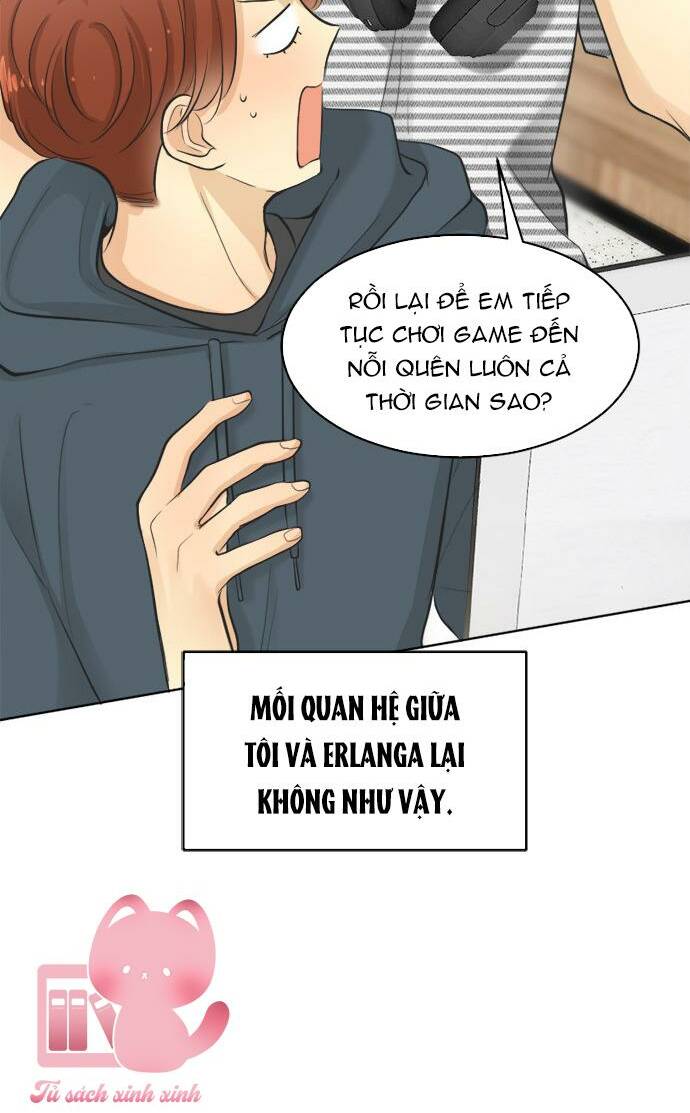 RỒI LẠI ĐỂ EM TIẾP
TỤC CHƠI GAME ĐẾN
NỖI QUÊN LUÔN CẢ
THỜI GIAN SAO?
MỐI QUAN HỆ GIỮA
TÔI VÀ ERLANGA LẠI
KHÔNG NHƯ VẬY.
Tủ sách xinh xinh